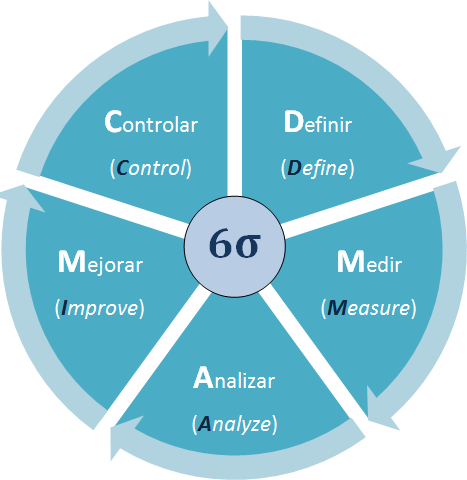 Definir
(Define)
Medir
(Measure)
Analizar
(Analyze)
Mejorar
(Improve)
Controlar
(Control)
6σ